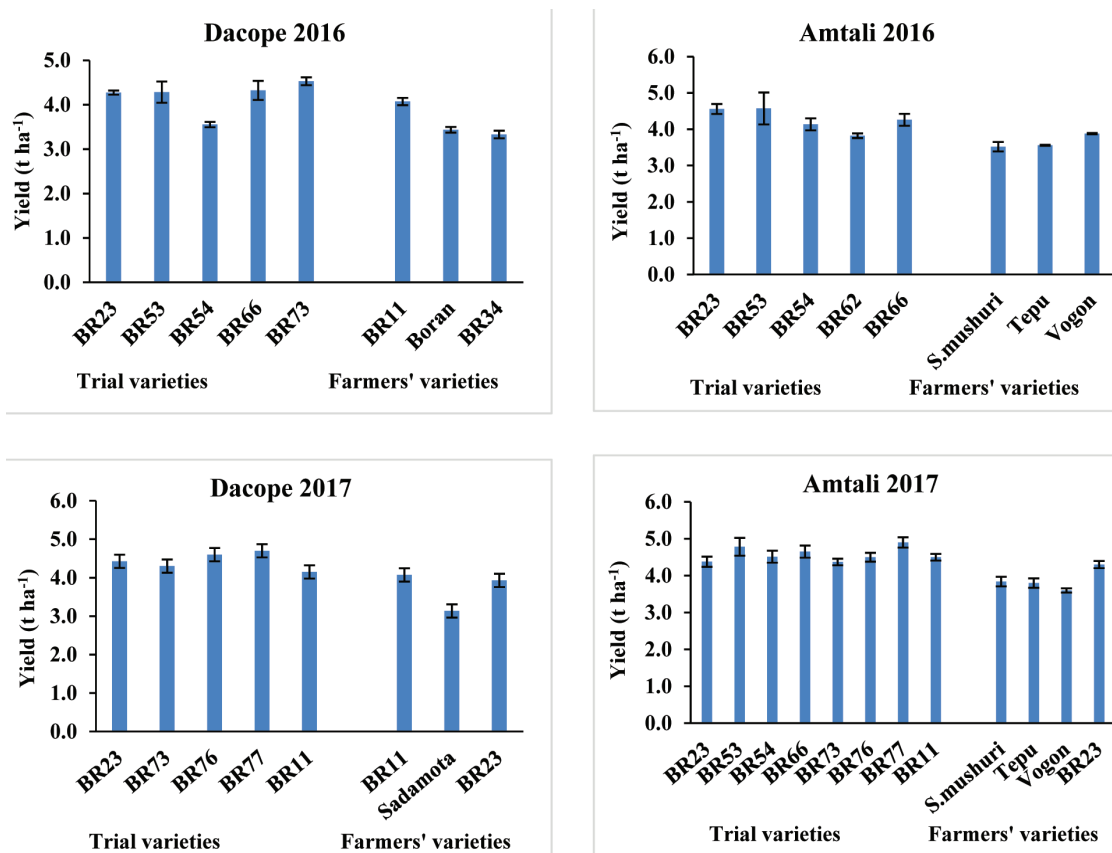 Dacope 2016
Yield (t ha-1)
5.0
4.0
3.0
2.0
1.0
0.0
BR23 BR53 BR54 BR66 BR73 BR11 Boran BR34
Trial varieties Farmers' varieties
Amtali 2016
Yield (t ha-1)
6.0
5.0
4.0
3.0
2.0
1.0
0.0
BR23 BR53 BR54 BR62 BR66 S.mushuri Tepu Vogon
Trial varieties Farmers' varieties
Dacope 2017
Yield (t ha-1)
6.0
5.0
4.0
3.0
2.0
1.0
0.0
BR23 BR73 BR76 BR77 BR11 BR11 Sadamota BR23
Trial varieties Farmers' varieties
Amtali 2017
Yield (t ha-1)
6.0
5.0
4.0
3.0
2.0
1.0
0.0
BR23 BR53 BR54 BR66 BR73 BR76 BR77 BR11 S.mushuri Tepu Vogon BR23
Trial varieties Farmers' varieties